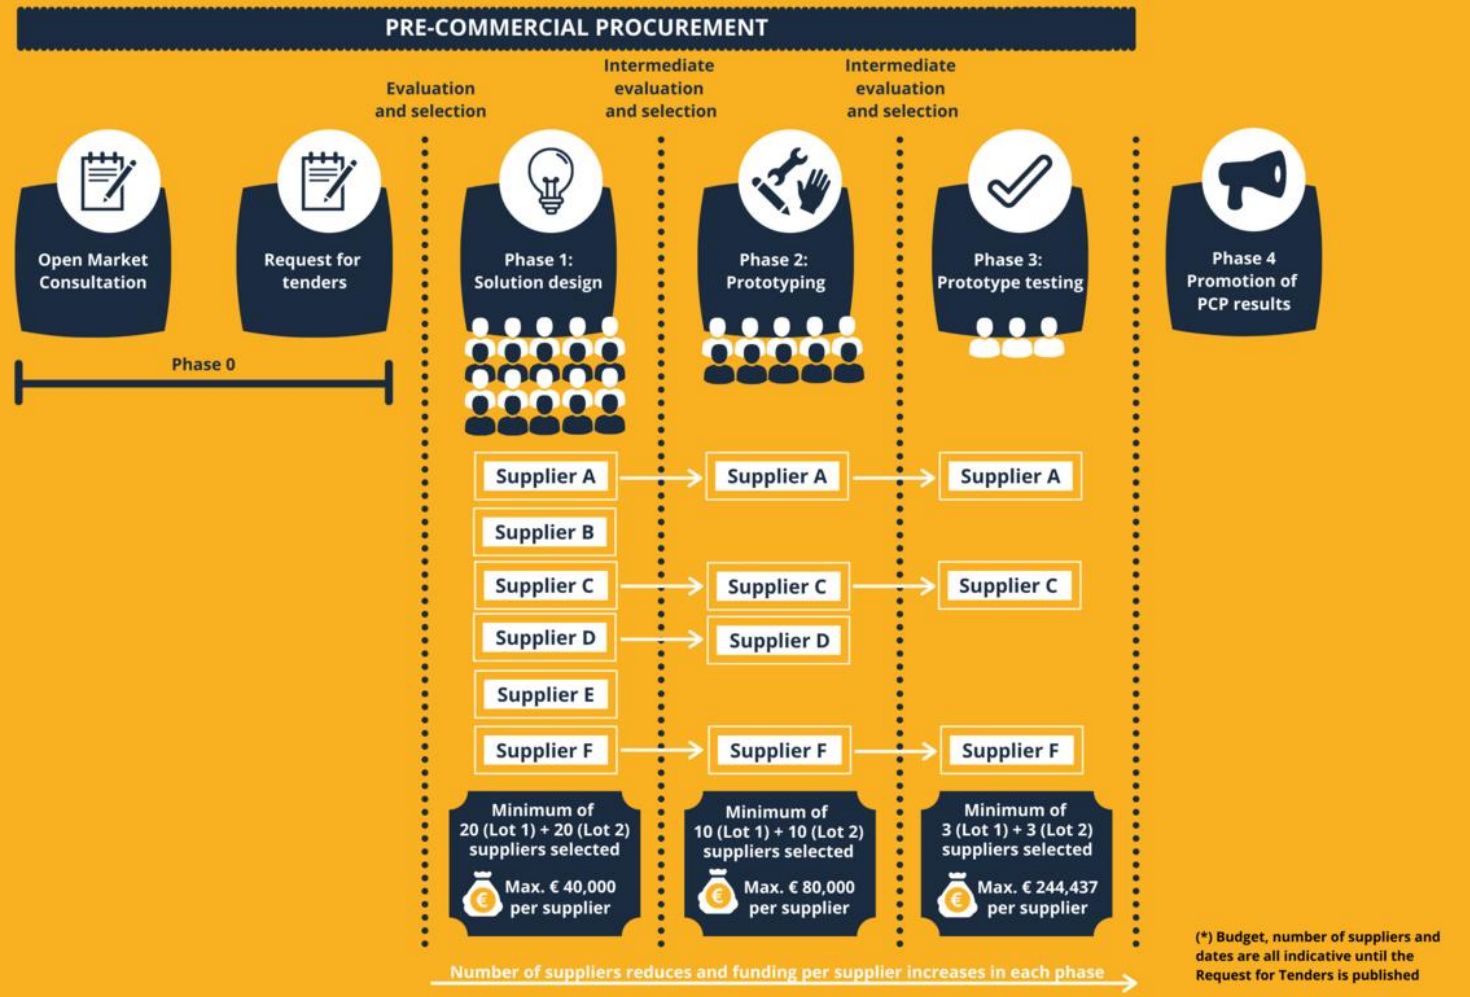 PRE-COMMERCIAL PROCUREMENT
Evaluation
and selection
Intermediate
evaluation
and selection
Intermediate
evaluation
and selection
Open Market
Consultation
Request for
tenders
Phase 0
Phase 1:
Solution design
Phase 2:
Prototyping
Phase 3:
Prototype testing
Phase 4
Promotion of
PCP results
Supplier A
Supplier A
Supplier A
Supplier B
Supplier C
Supplier C
Supplier C
Supplier D
Supplier D
Supplier E
Supplier F
Supplier F
Supplier F
Minimum of
20 (Lot 1) + 20 (Lot 2)
suppliers selected
€
Max. € 40,000
per supplier
Minimum of
10 (Lot 1) + 10 (Lot 2)
suppliers selected
€
Max. € 80,000
per supplier
Minimum of
3 (Lot 1) + 3 (Lot 2)
suppliers selected
€
Max. € 244,437
per supplier
Number of suppliers reduces and funding per supplier increases in each phase
(*) Budget, number of suppliers and
dates are all indicative until the
Request for Tenders is published